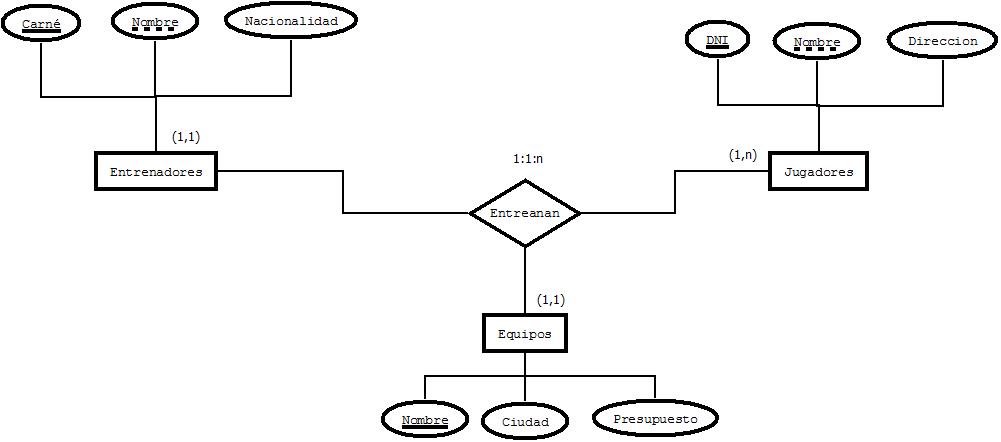 Carné
Nombre
Nacionalidad
DNI
Nombre
Direccion
(1,1)
1:1:n
(1,n)
Entrenadores
Jugadores
Entreanan
(1,1)
Equipos
Nombre
Ciudad
Presupuesto